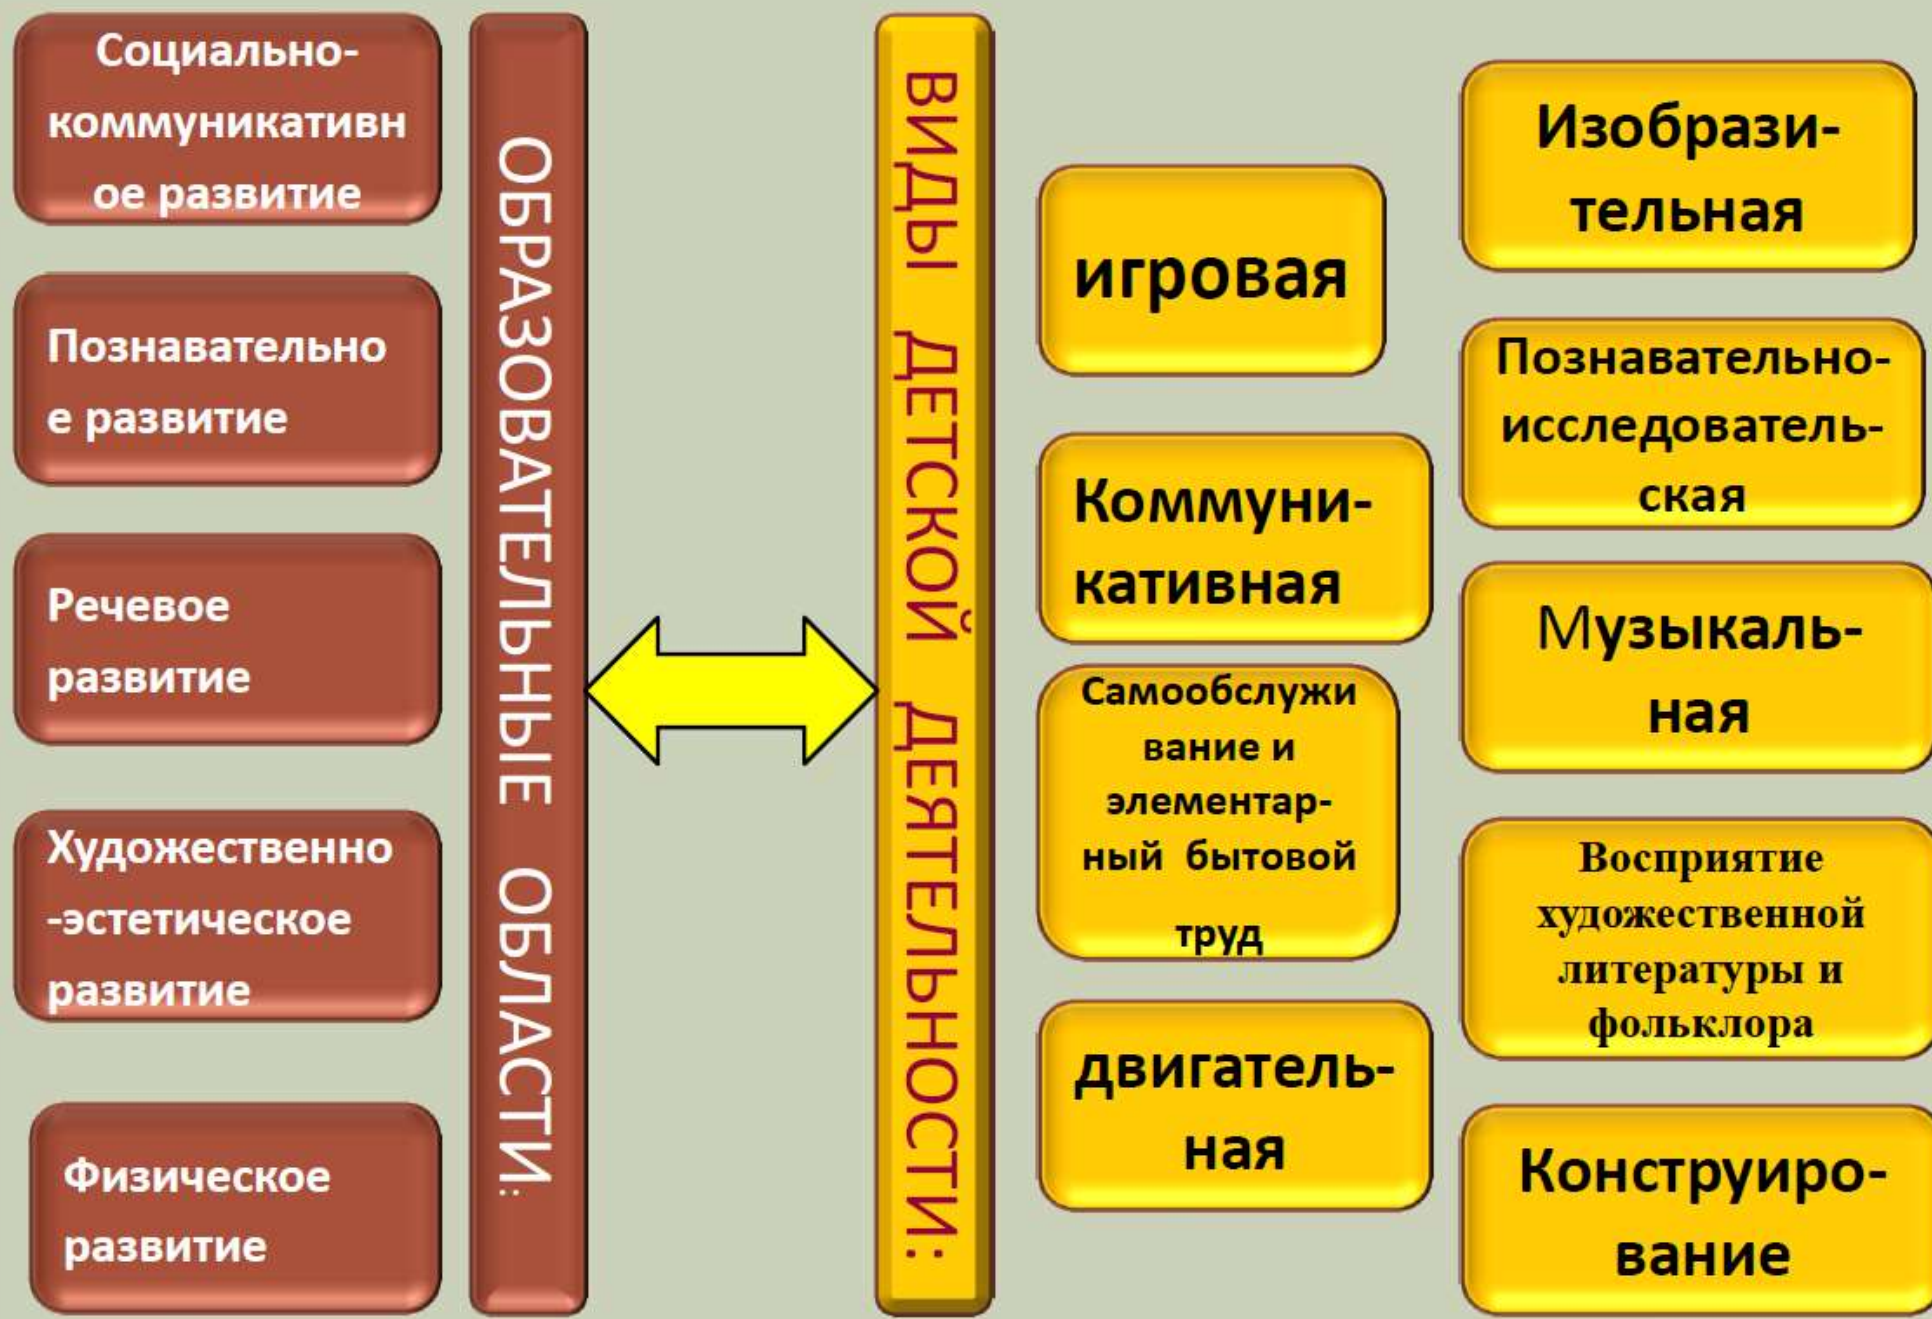 Социально-
коммуникативн
ое развитие
Познавательно
е развитие
Речевое
развитие
Художественно
-эстетическое
развитие
Физическое
развитие
ОБРАЗОВАТЕЛЬНЫЕ ОБЛАСТИ:
ВИДЫ ДЕТСКОЙ ДЕЯТЕЛЬНОСТИ:
игровая
Коммуни-
кативная
Самообслужи
вание и
элементар-
ный бытовой
труд
двигатель-
ная
Изобрази-
тельная
Познавательно-
исследователь-
ская
Музыкаль-
ная
Восприятие
художественной
литературы и
фольклора
Конструиро-
вание